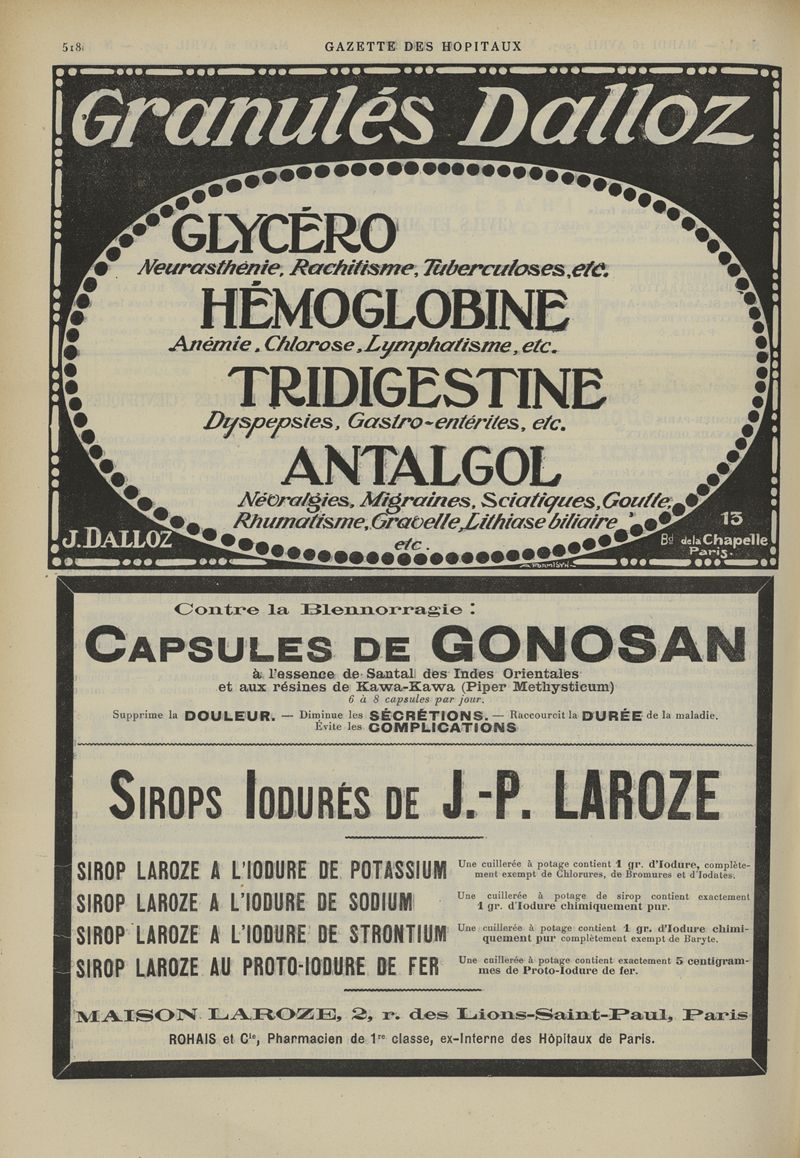 518
GAZETTE DES HOPITAUX
Granulés Dalloz
GLYCÉRO
Neurasthénie, Rachitisme, Tuberculoses, etc.
HÉMOGLOBINE
Anémie, Chlorose, Lymphatisme, etc.
TRIDIGESTINE
Dyspepsies, Gastro-entérites, etc.
ANTALGOL
Névralgies, Migraines, Sciatiques, Goutte,
Rhumatisme, Gravelle, Lithiase biliaire
etc.
J. DALLOZ
13
Bd de la Chapelle
Paris.
Contre la Blennorragie :
CAPSULES DE GONOSAN
à l'essence de Santal des Indes Orientales
et aux résines de Kawa-Kawa (Piper Methysticum)
6 à 8 capsules par jour.
Supprime la DOULEUR. — Diminue les SÉCRÉTIONS. — Raccourcit la DURÉE de la maladie.
Évite les COMPLICATIONS
SIROPS IODURÉS DE J.-P. LAROZE
SIROP LAROZE A L'IODURE DE POTASSIUM
Une cuillerée à potage contient 1 gr. d'Iodure, complète-
ment exempt de Chlorures, de Bromures et d'Iodates.
SIROP LAROZE A L'IODURE DE SODIUM
Une cuillerée à potage de sirop contient exactement
1 gr. d'Iodure chimiquement pur.
SIROP LAROZE A L'IODURE DE STRONTIUM
Une cuillerée à potage contient 1 gr. d'Iodure chimi-
quement pur complètement exempt de Baryte.
SIROP LAROZE AU PROTO-IODURE DE FER
Une cuillerée à potage contient exactement 5 centigram-
mes de Proto-Iodure de fer.
MAISON LAROZE, 2, r. des Lions-Saint-Paul, Paris
ROHAIS et Cie, Pharmacien de 1re classe, ex-Interne des Hôpitaux de Paris.